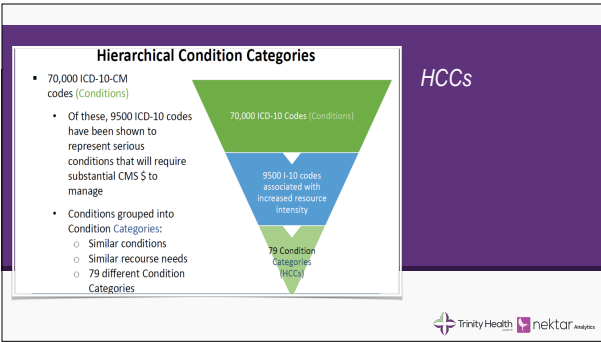 Hierarchical Condition Categories
HCCs
▪ 70,000 ICD-10-CM
codes (Conditions)
• Of these, 9500 ICD-10 codes
have been shown to
represent serious
conditions that will require
substantial CMS $ to
manage
• Conditions grouped into
Condition Categories:
○ Similar conditions
○ Similar recourse needs
○ 79 different Condition
Categories
70,000 ICD-10 Codes (Conditions)
9500 I-10 codes
associated with
increased resource
intensity
79 Condition
Categories
(HCCs)
Trinity Health
nektar Analytics